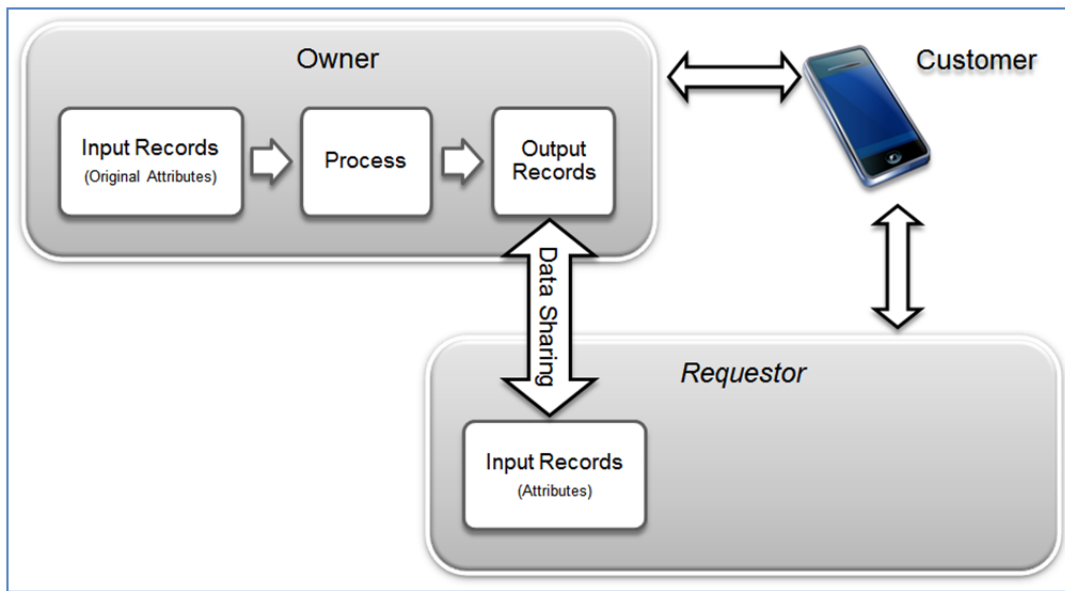 Owner
Customer
Input Records
(Original Attributes)
Process
Output
Records
Data Sharing
Requestor
Input Records
(Attributes)